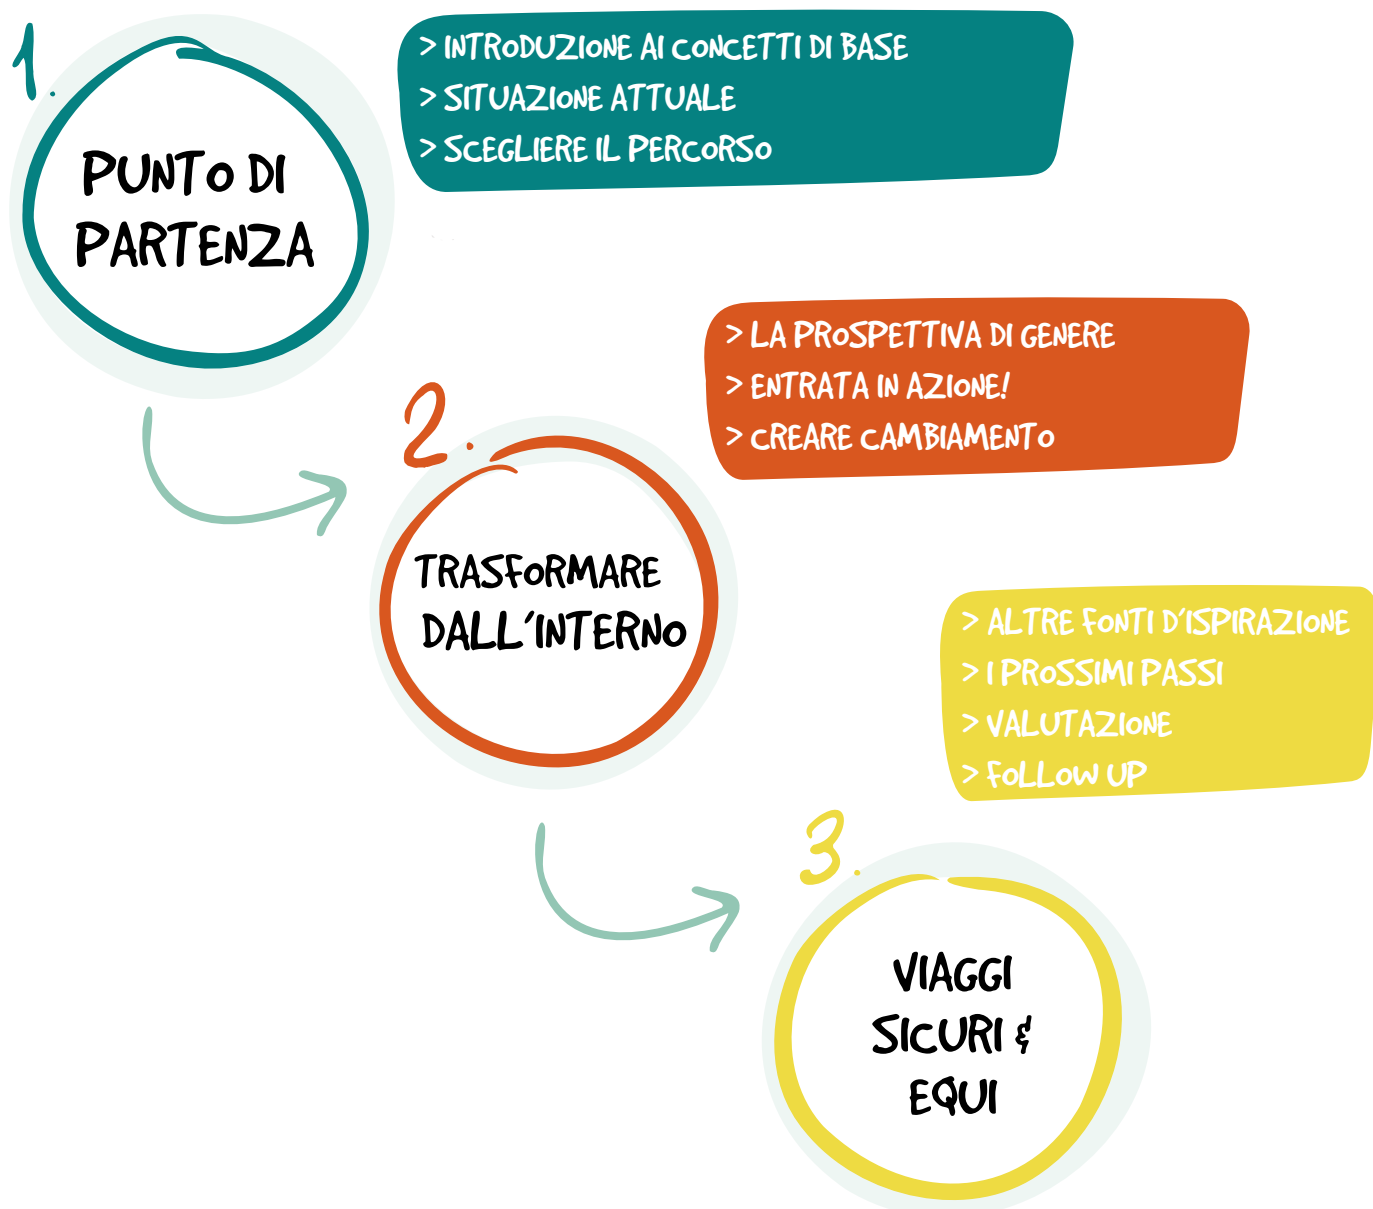 1.
> INTRODUZIONE AI CONCETTI DI BASE
> SITUAZIONE ATTUALE
> SCEGLIERE IL PERCORSO
PUNTO DI
PARTENZA
> LA PROSPETTIVA DI GENERE
> ENTRATA IN AZIONE!
> CREARE CAMBIAMENTO
2.
TRASFORMARE
DALL'INTERNO
> ALTRE FONTI D'ISPIRAZIONE
> I PROSSIMI PASSI
> VALUTAZIONE
> FOLLOW UP
3.
VIAGGI
SICURI &
EQUI